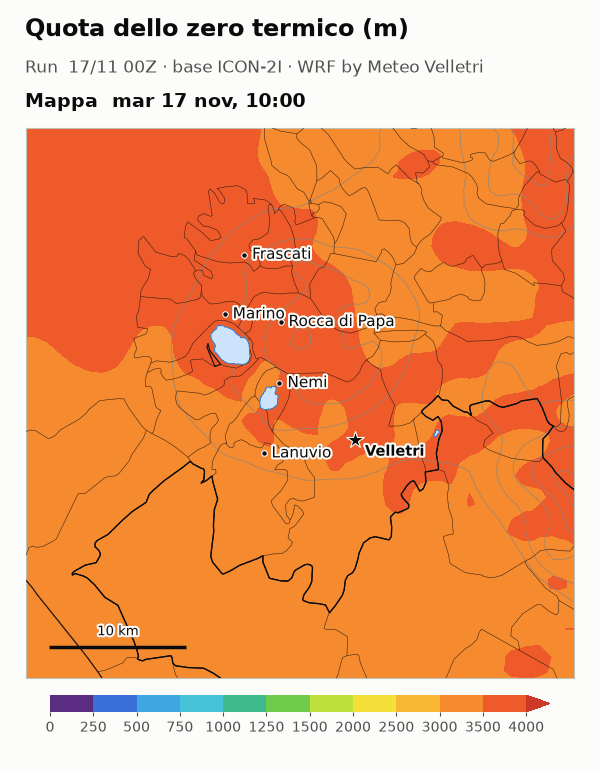 Quota dello zero termico (m)
Run  17/11 00Z · base ICON-2I · WRF by Meteo Velletri
Mappa  mar 17 nov, 10:00
Frascati
Marino
Rocca di Papa
Nemi
Velletri
Lanuvio
10 km
0 250 500 750 1000 1250 1500 2000 2500 3000 3500 4000